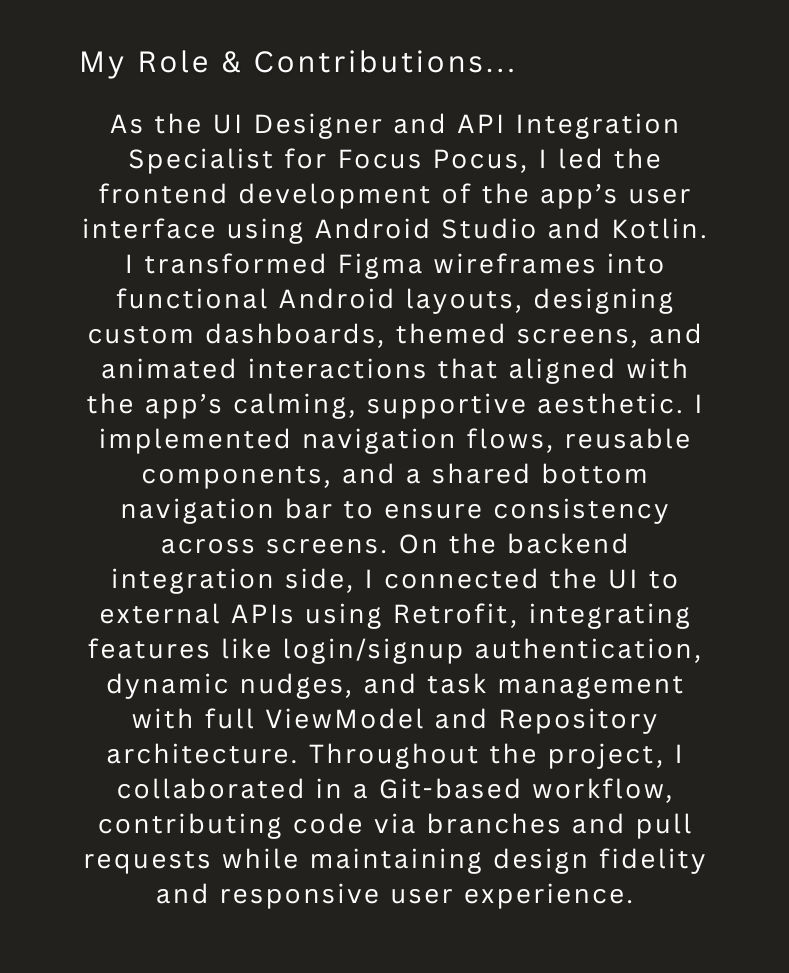 My Role & Contributions...
As the UI Designer and API Integration
Specialist for Focus Pocus, I led the
frontend development of the app’s user
interface using Android Studio and Kotlin.
I transformed Figma wireframes into
functional Android layouts, designing
custom dashboards, themed screens, and
animated interactions that aligned with
the app’s calming, supportive aesthetic. I
implemented navigation flows, reusable
components, and a shared bottom
navigation bar to ensure consistency
across screens. On the backend
integration side, I connected the UI to
external APIs using Retrofit, integrating
features like login/signup authentication,
dynamic nudges, and task management
with full ViewModel and Repository
architecture. Throughout the project, I
collaborated in a Git-based workflow,
contributing code via branches and pull
requests while maintaining design fidelity
and responsive user experience.